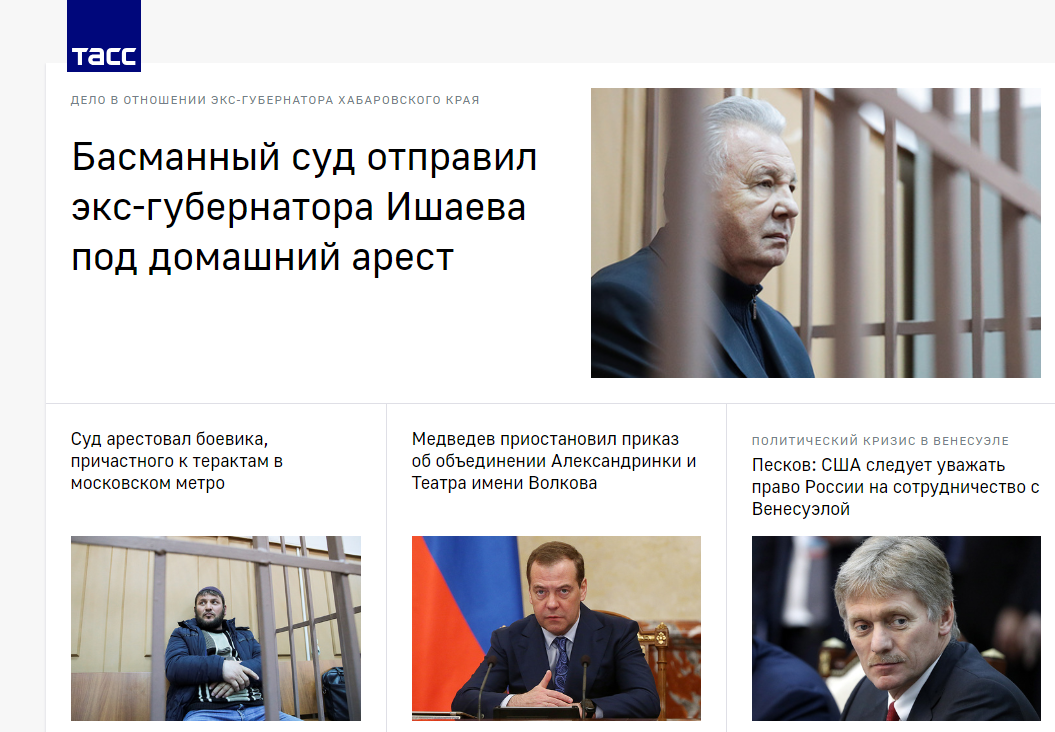 тасс
ДЕЛО В ОТНОШЕНИИ ЭКС-ГУБЕРНАТОРА ХАБАРОВСКОГО КРАЯ
Басманный суд отправил
экс-губернатора Ишаева
под домашний арест
Суд арестовал боевика,
причастного к терактам в
московском метро
Медведев приостановил приказ
об объединении Александринки и
Театра имени Волкова
ПОЛИТИЧЕСКИЙ КРИЗИС В ВЕНЕСУЭЛЕ
Песков: США следует уважать
право России на сотрудничество с
Венесуэлой